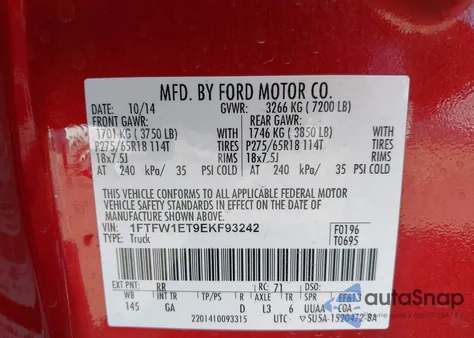 MFD. BY FORD MOTOR CO.
DATE: 10/14 GVWR: 3266 KG (7200 LB)
FRONT GAWR: REAR GAWR:
1701 KG (3750 LB) 1746 KG (3850 LB)
P275/65R18 114T TIRES P275/65R18 114T TIRES
18x7.5J RIMS 18x7.5J RIMS
AT 240 kPa/ 35 PSI COLD AT 240 kPa/ 35 PSI COLD
THIS VEHICLE CONFORMS TO ALL APPLICABLE FEDERAL MOTOR
VEHICLE SAFETY STANDARDS IN EFFECT ON THE DATE OF
MANUFACTURE SHOWN ABOVE.
VIN: 1FTFW1ET9EKF93242 F0196
TYPE: Truck T0695
EXT PNT: RR RC: 71 DSO:
WB INT TR TP/PS R AXLE TR SPR EF613
145 GA D L3 6 UUAA
2201410093315 UTC
autoSnap